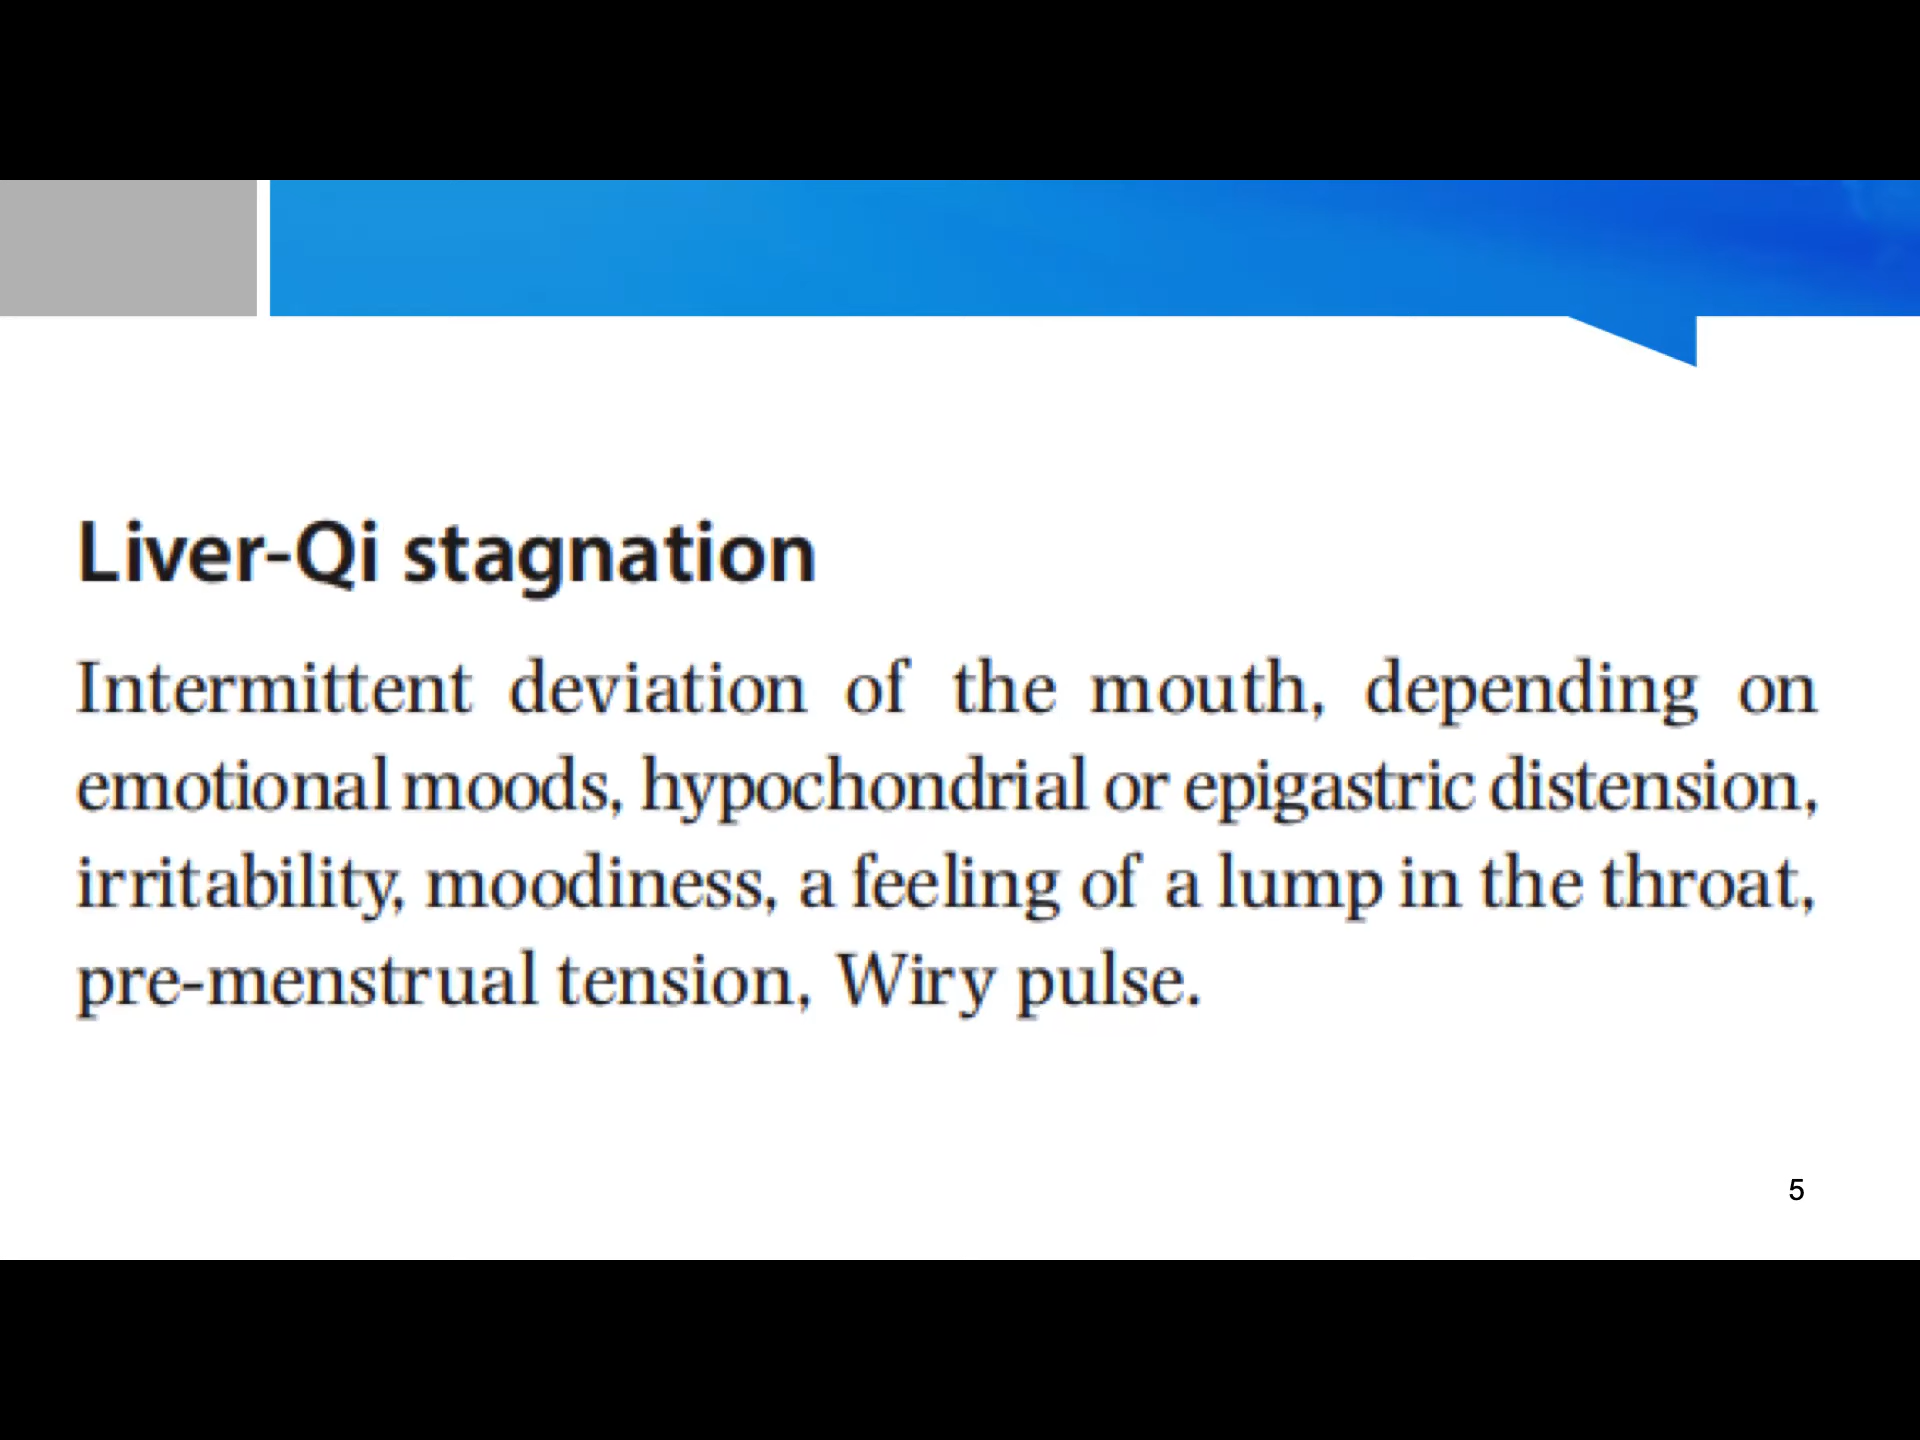 Liver-Qi stagnation
Intermittent deviation of the mouth, depending on
emotional moods, hypochondrial or epigastric distension,
irritability, moodiness, a feeling of a lump in the throat,
pre-menstrual tension, Wiry pulse.
5